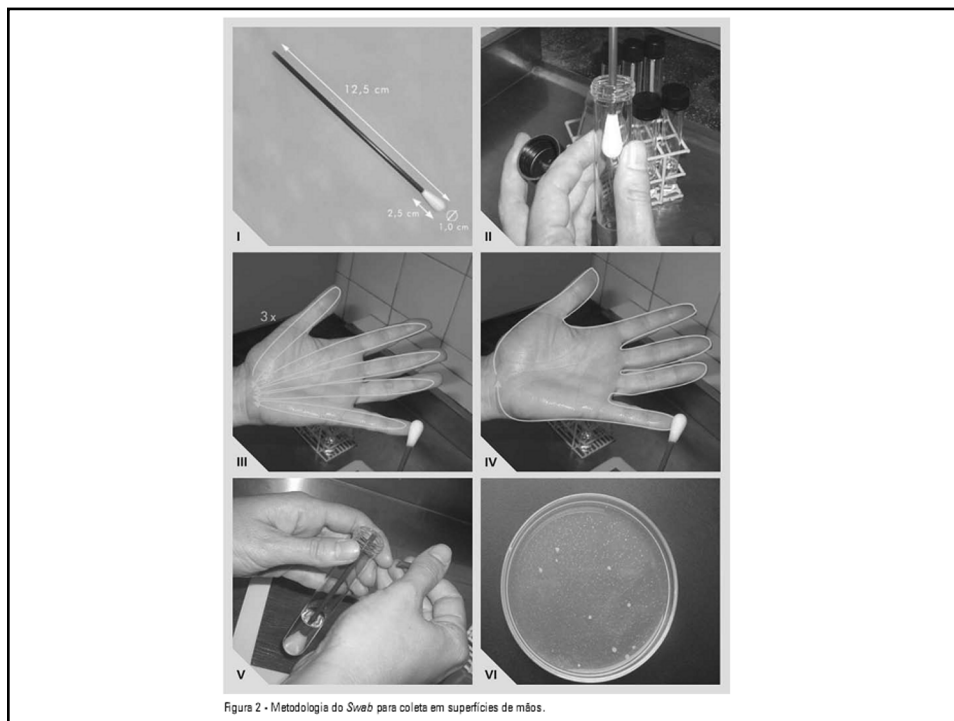 12,5 cm
2,5 cm
Ø
1,0 cm
I
II
3x
III
IV
V
VI
Figura 2 - Metodologia do Swab para coleta em superfícies de mãos.